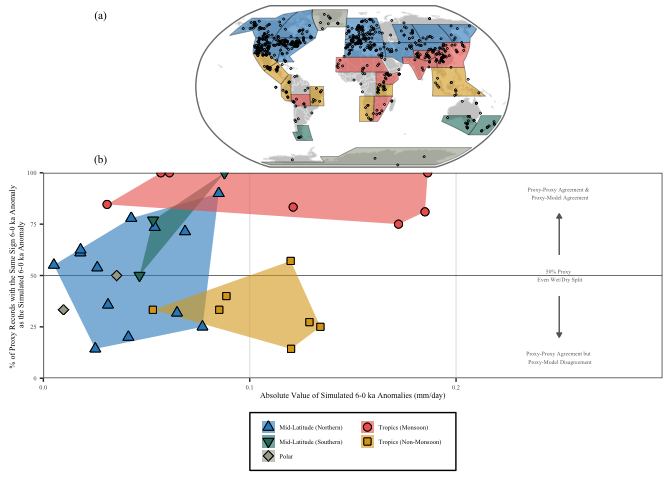 (a)
(b)
% of Proxy Records with the Same Sign 6-0 ka Anomaly
as the Simulated 6-0 ka Anomaly
100
75
50
25
0
0.0
0.1
0.2
Absolute Value of Simulated 6-0 ka Anomalies (mm/day)
Proxy-Proxy Agreement &
Proxy-Model Agreement
50% Proxy
Even Wet/Dry Split
Proxy-Proxy Agreement but
Proxy-Model Disagreement
Mid-Latitude (Northern)
Mid-Latitude (Southern)
Polar
Tropics (Monsoon)
Tropics (Non-Monsoon)